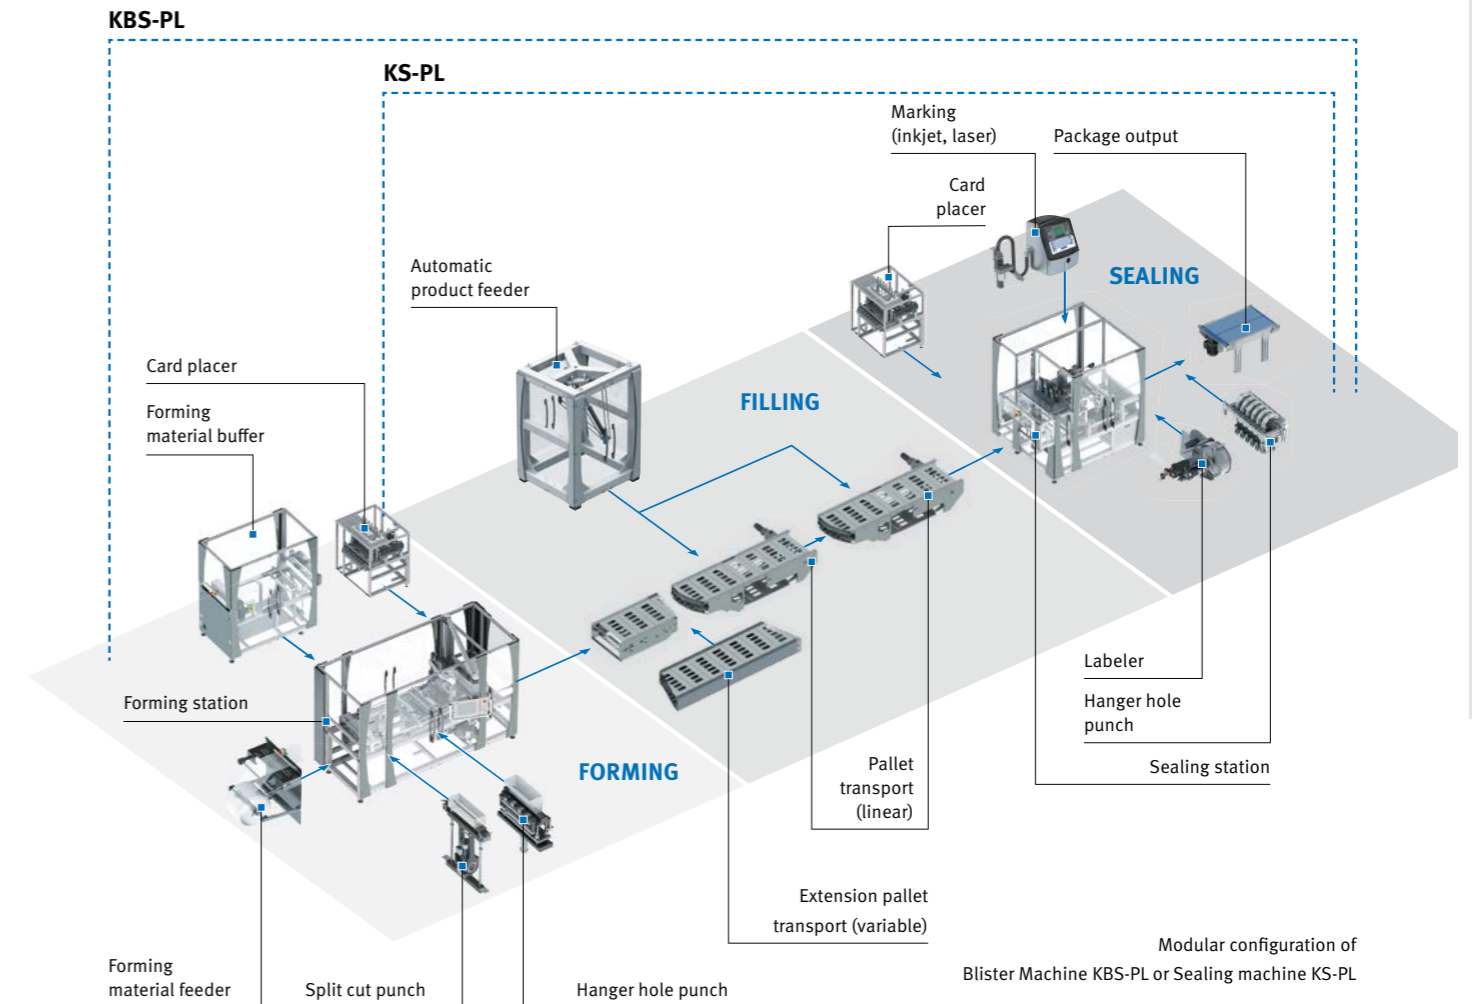 KBS-PL
KS-PL
Marking
(inkjet, laser)
Package output
Card
placer
SEALING
Automatic
product feeder
Card placer
FILLING
Forming
material buffer
Forming station
FORMING
Labeler
Hanger hole
punch
Sealing station
Pallet
transport
(linear)
Extension pallet
transport (variable)
Modular configuration of
Blister Machine KBS-PL or Sealing machine KS-PL
Forming
material feeder
Split cut punch
Hanger hole punch